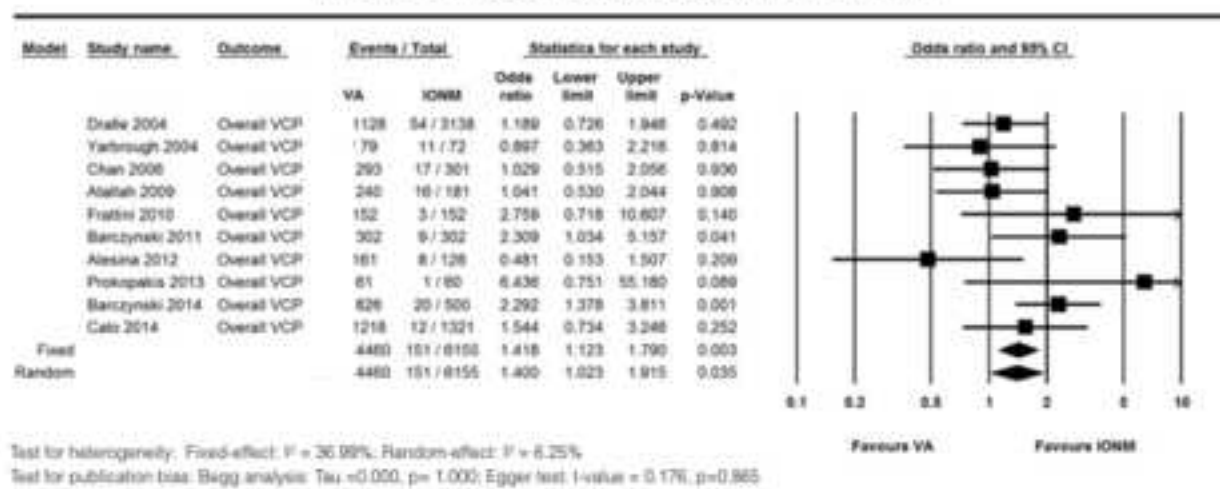 Model Study name Outcome Events / Total Statistics for each study Odds ratio and 95% CI
VA IONM Odds ratio Lower limit Upper limit p-Value
Dralle 2004 Overall VCP 1128 54 / 3138 1.189 0.726 1.948 0.492
Yarbrough 2004 Overall VCP 79 11 / 72 0.897 0.363 2.218 0.814
Chan 2006 Overall VCP 293 17 / 301 1.029 0.515 2.056 0.936
Atallah 2009 Overall VCP 240 16 / 181 1.041 0.530 2.044 0.908
Frattini 2010 Overall VCP 152 3 / 152 2.759 0.718 10.607 0.140
Barczynski 2011 Overall VCP 302 9 / 302 2.309 1.034 5.157 0.041
Alesina 2012 Overall VCP 161 8 / 126 0.481 0.153 1.507 0.209
Prokopakis 2013 Overall VCP 81 1 / 60 6.436 0.751 55.160 0.089
Barczynski 2014 Overall VCP 826 20 / 500 2.292 1.378 3.811 0.001
Calo 2014 Overall VCP 1218 12 / 1321 1.544 0.734 3.248 0.252
Fixed 4460 151 / 6155 1.418 1.123 1.790 0.003
Random 4460 151 / 6155 1.400 1.023 1.915 0.035
0.1 0.2 0.5 1 2 5 10
Favours VA Favours IONM
Test for heterogeneity: Fixed-effect: I² = 36.99%, Random-effect: I² = 6.25%
Test for publication bias: Begg analysis: Tau =0.000, p= 1.000; Egger test: t-value = 0.176, p=0.865